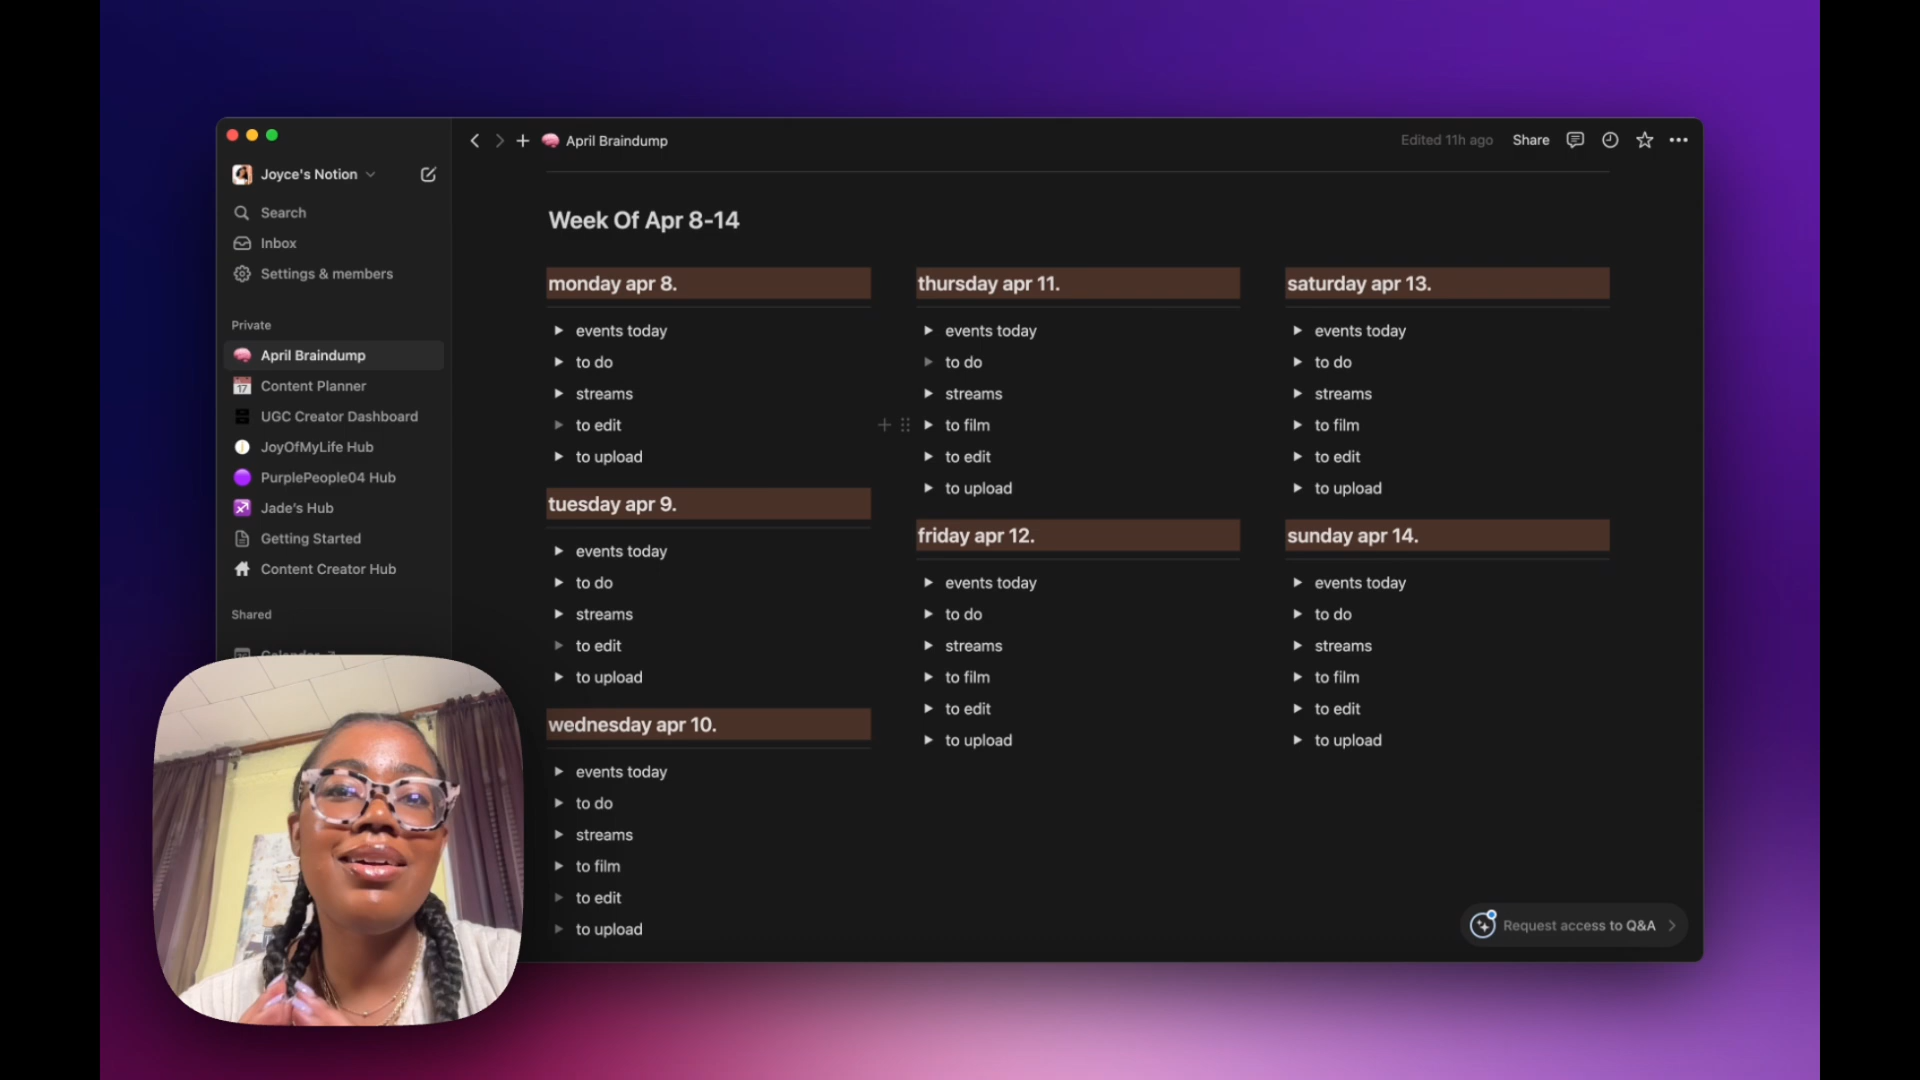 Joyce's Notion
Search
Inbox
Settings & members
Private
April Braindump
Content Planner
17
UGC Creator Dashboard
JoyOfMyLife Hub
PurplePeople04 Hub
Jade's Hub
Getting Started
Content Creator Hub
Shared
Calendar
April Braindump
Edited 11h ago
Share
Week Of Apr 8-14
monday apr 8.
events today
to do
streams
to edit
to upload
tuesday apr 9.
events today
to do
streams
to edit
to upload
wednesday apr 10.
events today
to do
streams
to film
to edit
to upload
thursday apr 11.
events today
to do
streams
to film
to edit
to upload
friday apr 12.
events today
to do
streams
to film
to edit
to upload
saturday apr 13.
events today
to do
streams
to film
to edit
to upload
sunday apr 14.
events today
to do
streams
to film
to edit
to upload
Request access to Q&A